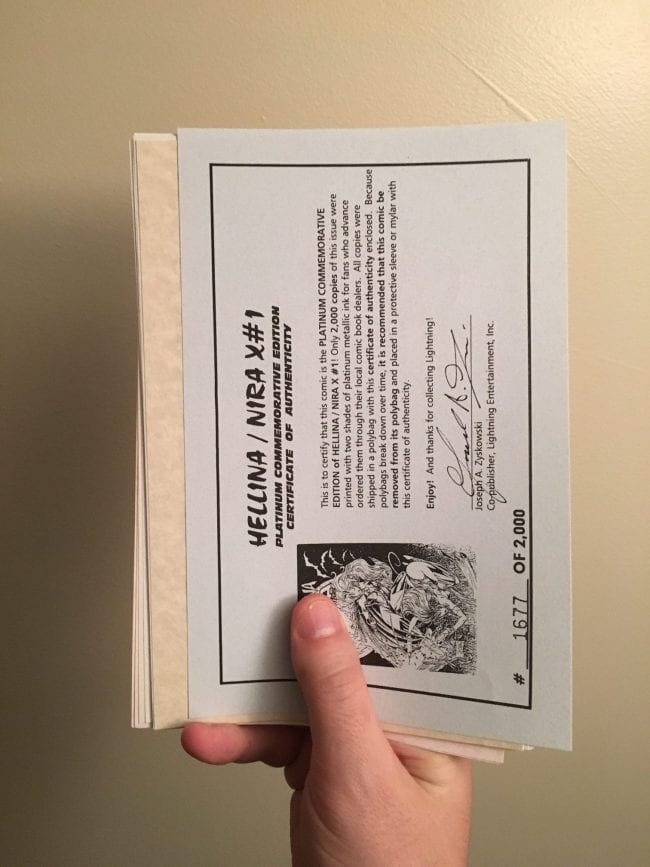 HELLINA / NIRA X#1
PLATINUM COMMEMORATIVE EDITION
CERTIFICATE OF AUTHENTICITY
This is to certify that this comic is the PLATINUM COMMEMORATIVE
EDITION of HELLINA / NIRA X #1! Only 2,000 copies of this issue were
printed with two shades of platinum metallic ink for fans who advance
ordered them through their local comic book dealers. All copies were
shipped in a polybag with this certificate of authenticity enclosed. Because
polybags break down over time, it is recommended that this comic be
removed from its polybag and placed in a protective sleeve or mylar with
this certificate of authenticity.
Enjoy! And thanks for collecting Lightning!
Joseph A. Zyskowski
Co-publisher, Lightning Entertainment, Inc.
# 1677 OF 2,000